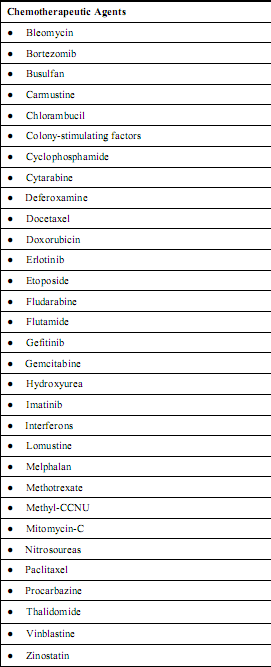 Chemotherapeutic Agents
● Bleomycin
● Bortezomib
● Busulfan
● Carmustine
● Chlorambucil
● Colony-stimulating factors
● Cyclophosphamide
● Cytarabine
● Deferoxamine
● Docetaxel
● Doxorubicin
● Erlotinib
● Etoposide
● Fludarabine
● Flutamide
● Gefitinib
● Gemcitabine
● Hydroxyurea
● Imatinib
● Interferons
● Lomustine
● Melphalan
● Methotrexate
● Methyl-CCNU
● Mitomycin-C
● Nitrosoureas
● Paclitaxel
● Procarbazine
● Thalidomide
● Vinblastine
● Zinostatin